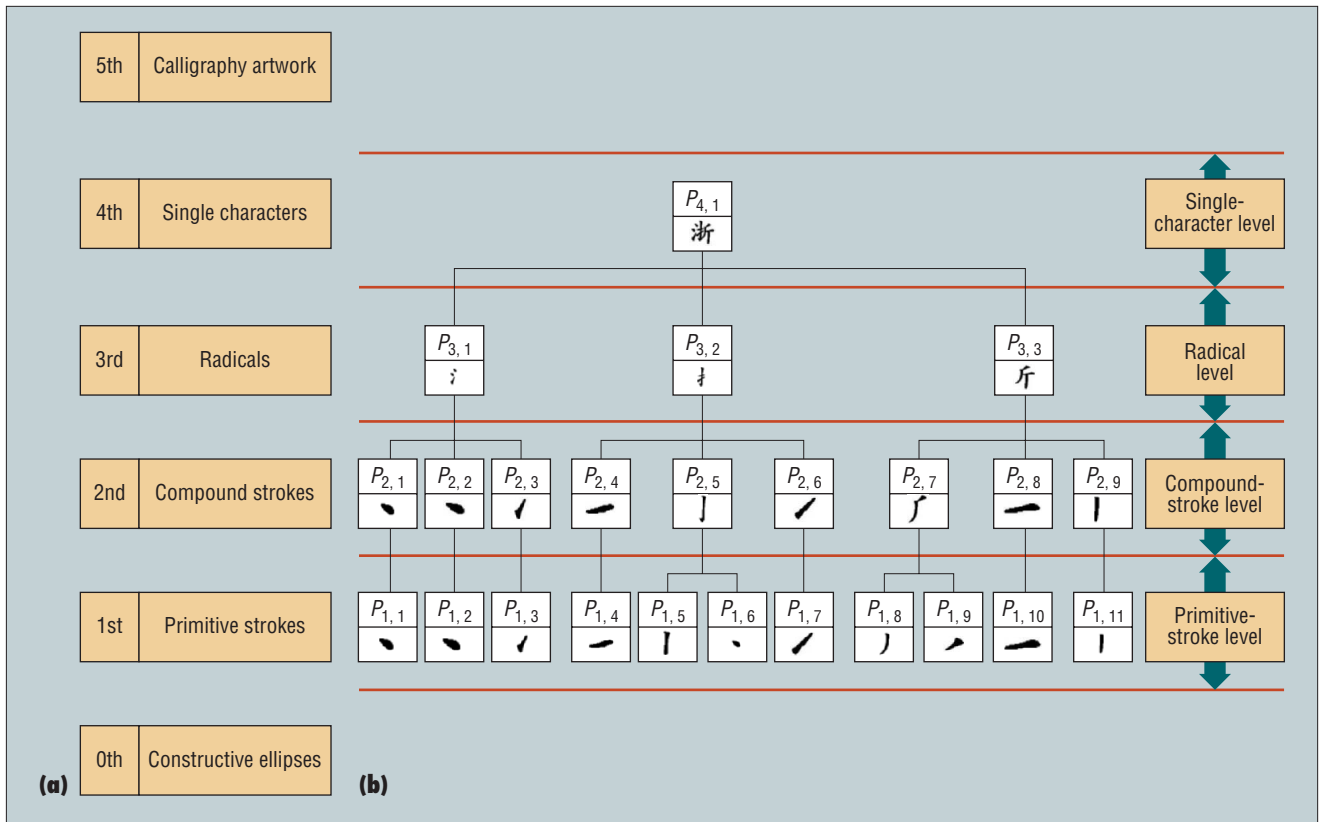 5th Calligraphy artwork
4th Single characters
P4, 1
浙
Single-
character level
3rd Radicals
P3, 1 P3, 2 P3, 3
氵 扌 斤
Radical
level
2nd Compound strokes
P2, 1 P2, 2 P2, 3 P2, 4 P2, 5 P2, 6 P2, 7 P2, 8 P2, 9
Compound-
stroke level
1st Primitive strokes
P1, 1 P1, 2 P1, 3 P1, 4 P1, 5 P1, 6 P1, 7 P1, 8 P1, 9 P1, 10 P1, 11
Primitive-
stroke level
0th Constructive ellipses
(a) (b)